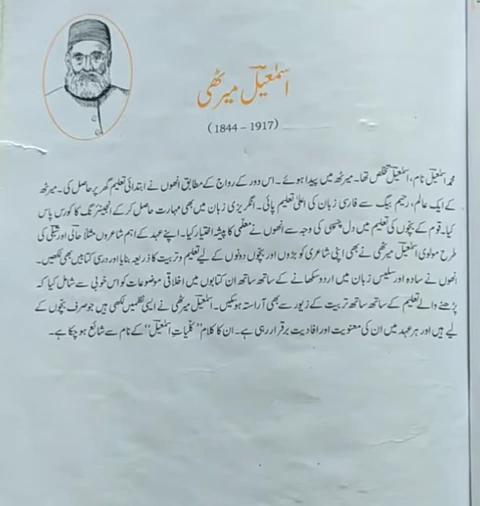 اسمٰعیل میرٹھی
(1844 – 1917)
محمد اسمٰعیل نام، اسمٰعیل تخلص تھا۔ میرٹھ میں پیدا ہوئے۔ اس دور کے رواج کے مطابق انھوں نے ابتدائی تعلیم گھر پر حاصل کی۔ میرٹھ
کے ایک عالم، رحیم بیگ سے فارسی زبان کی اعلیٰ تعلیم پائی۔ انگریزی زبان میں بھی مہارت حاصل کر کے انجینئرنگ کا کورس پاس
کیا۔ قوم کے بچوں کی تعلیم میں دل چسپی کی وجہ سے انھوں نے معلّمی کا پیشہ اختیار کیا۔ اپنے عہد کے اہم شاعروں مثلاً حالی اور شبلی کی
طرح مولوی اسمٰعیل میرٹھی نے بھی اپنی شاعری کو بڑوں اور بچوں دونوں کے لیے تعلیم و تربیت کا ذریعہ بنایا اور درسی کتابیں بھی لکھیں۔
انھوں نے سادہ اور سلیس زبان میں اردو سکھانے کے ساتھ ساتھ ان کتابوں میں اخلاقی موضوعات کو اس خوبی سے شامل کیا کہ
پڑھنے والے تعلیم کے ساتھ ساتھ تربیت کے زیور سے بھی آراستہ ہو سکیں۔ اسمٰعیل میرٹھی نے ایسی نظمیں لکھی ہیں جو صرف بچوں کے
لیے ہیں اور ہر عہد میں ان کی معنویت اور افادیت برقرار رہی ہے۔ ان کا کلام ”کلّیاتِ اسمٰعیل“ کے نام سے شائع ہو چکا ہے۔